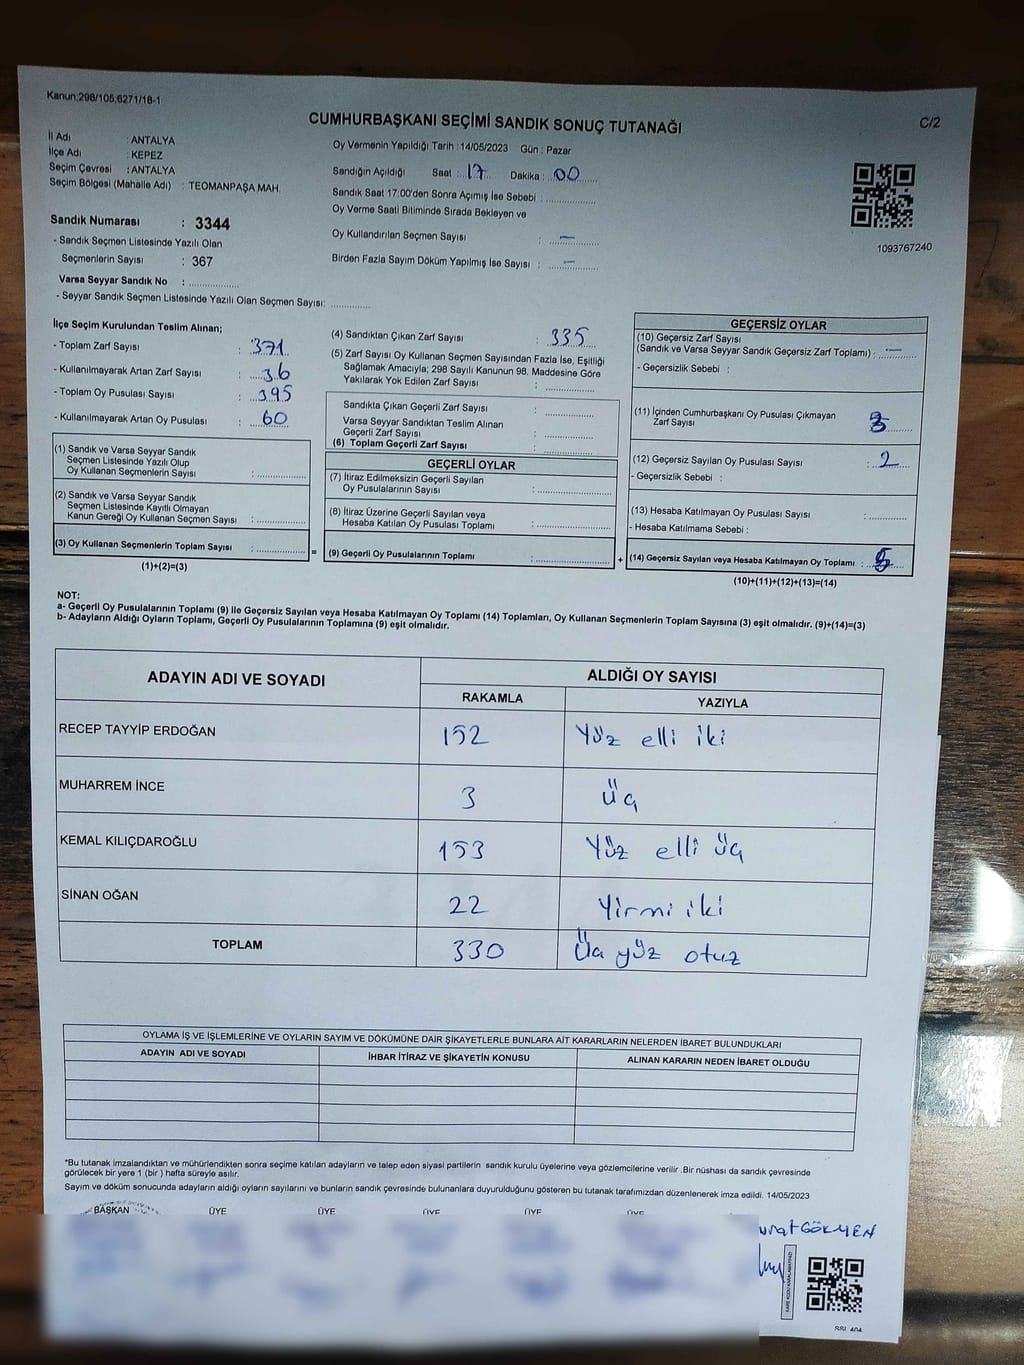 Kanun;298/105,6271/18-1
CUMHURBAŞKANI SEÇİMİ SANDIK SONUÇ TUTANAĞI
C/2
İl Adı : ANTALYA
İlçe Adı : KEPEZ
Seçim Çevresi : ANTALYA
Seçim Bölgesi (Mahalle Adı) : TEOMANPAŞA MAH.
Sandık Numarası : 3344
- Sandık Seçmen Listesinde Yazılı Olan
Seçmenlerin Sayısı : 367
Varsa Seyyar Sandık No :
- Seyyar Sandık Seçmen Listesinde Yazılı Olan Seçmen Sayısı:
Oy Vermenin Yapıldığı Tarih :14/05/2023 Gün : Pazar
Sandığın Açıldığı Saat : 17 Dakika : 00
Sandık Saat 17:00'den Sonra Açımış İse Sebebi :
Oy Verme Saati Bitiminde Sırada Bekleyen ve
Oy Kullandırılan Seçmen Sayısı : –
Birden Fazla Sayım Döküm Yapılmış İse Sayısı : –
1093767240
İlçe Seçim Kurulundan Teslim Alınan;
- Toplam Zarf Sayısı : 371
- Kullanılmayarak Artan Zarf Sayısı : 36
- Toplam Oy Pusulası Sayısı : 395
- Kullanılmayarak Artan Oy Pusulası : 60
(1) Sandık ve Varsa Seyyar Sandık
Seçmen Listesinde Yazılı Olup
Oy Kullanan Seçmenlerin Sayısı :
(2) Sandık ve Varsa Seyyar Sandık
Seçmen Listesinde Kayıtlı Olmayan
Kanun Gereği Oy Kullanan Seçmen Sayısı :
(3) Oy Kullanan Seçmenlerin Toplam Sayısı :
(1)+(2)=(3)
=
(4) Sandıktan Çıkan Zarf Sayısı : 335
(5) Zarf Sayısı Oy Kullanan Seçmen Sayısından Fazla İse, Eşitliği
Sağlamak Amacıyla; 298 Sayılı Kanunun 98. Maddesine Göre
Yakılarak Yok Edilen Zarf Sayısı :
Sandıkta Çıkan Geçerli Zarf Sayısı :
Varsa Seyyar Sandıktan Teslim Alınan
Geçerli Zarf Sayısı :
(6) Toplam Geçerli Zarf Sayısı :
GEÇERLİ OYLAR
(7) İtiraz Edilmeksizin Geçerli Sayılan
Oy Pusulalarının Sayısı :
(8) İtiraz Üzerine Geçerli Sayılan veya
Hesaba Katılan Oy Pusulası Toplamı :
(9) Geçerli Oy Pusulalarının Toplamı :
+
GEÇERSİZ OYLAR
(10) Geçersiz Zarf Sayısı
(Sandık ve Varsa Seyyar Sandık Geçersiz Zarf Toplamı) : –
- Geçersizlik Sebebi :
(11) İçinden Cumhurbaşkanı Oy Pusulası Çıkmayan
Zarf Sayısı : 3
(12) Geçersiz Sayılan Oy Pusulası Sayısı : 2
- Geçersizlik Sebebi :
(13) Hesaba Katılmayan Oy Pusulası Sayısı :
- Hesaba Katılmama Sebebi :
(14) Geçersiz Sayılan veya Hesaba Katılmayan Oy Toplamı : 5
(10)+(11)+(12)+(13)=(14)
NOT:
a- Geçerli Oy Pusulalarının Toplamı (9) ile Geçersiz Sayılan veya Hesaba Katılmayan Oy Toplamı (14) Toplamları, Oy Kullanan Seçmenlerin Toplam Sayısına (3) eşit olmalıdır. (9)+(14)=(3)
b- Adayların Aldığı Oyların Toplamı, Geçerli Oy Pusulalarının Toplamına (9) eşit olmalıdır.
ADAYIN ADI VE SOYADI ALDIĞI OY SAYISI
RAKAMLA YAZIYLA
RECEP TAYYİP ERDOĞAN 152 Yüz elli iki
MUHARREM İNCE 3 üç
KEMAL KILIÇDAROĞLU 153 Yüz elli üç
SİNAN OĞAN 22 Yirmi iki
TOPLAM 330 Üç yüz otuz
OYLAMA İŞ VE İŞLEMLERİNE VE OYLARIN SAYIM VE DÖKÜMÜNE DAİR ŞİKAYETLERLE BUNLARA AİT KARARLARIN NELERDEN İBARET BULUNDUKLARI
ADAYIN ADI VE SOYADI İHBAR İTİRAZ VE ŞİKAYETİN KONUSU ALINAN KARARIN NEDEN İBARET OLDUĞU
*Bu tutanak imzalandıktan ve mühürlendikten sonra seçime katılan adayların ve talep eden siyasi partilerin sandık kurulu üyelerine veya gözlemcilerine verilir .Bir nüshası da sandık çevresinde
görülecek bir yere 1 (bir ) hafta süreyle asılır.
Sayım ve döküm sonucunda adayların aldığı oyların sayılarını ve bunların sandık çevresinde bulunanlara duyurulduğunu gösteren bu tutanak tarafımızdan düzenlenerek imza edildi. 14/05/2023
BAŞKAN ÜYE ÜYE ÜYE ÜYE ÜYE
GÖKMEN